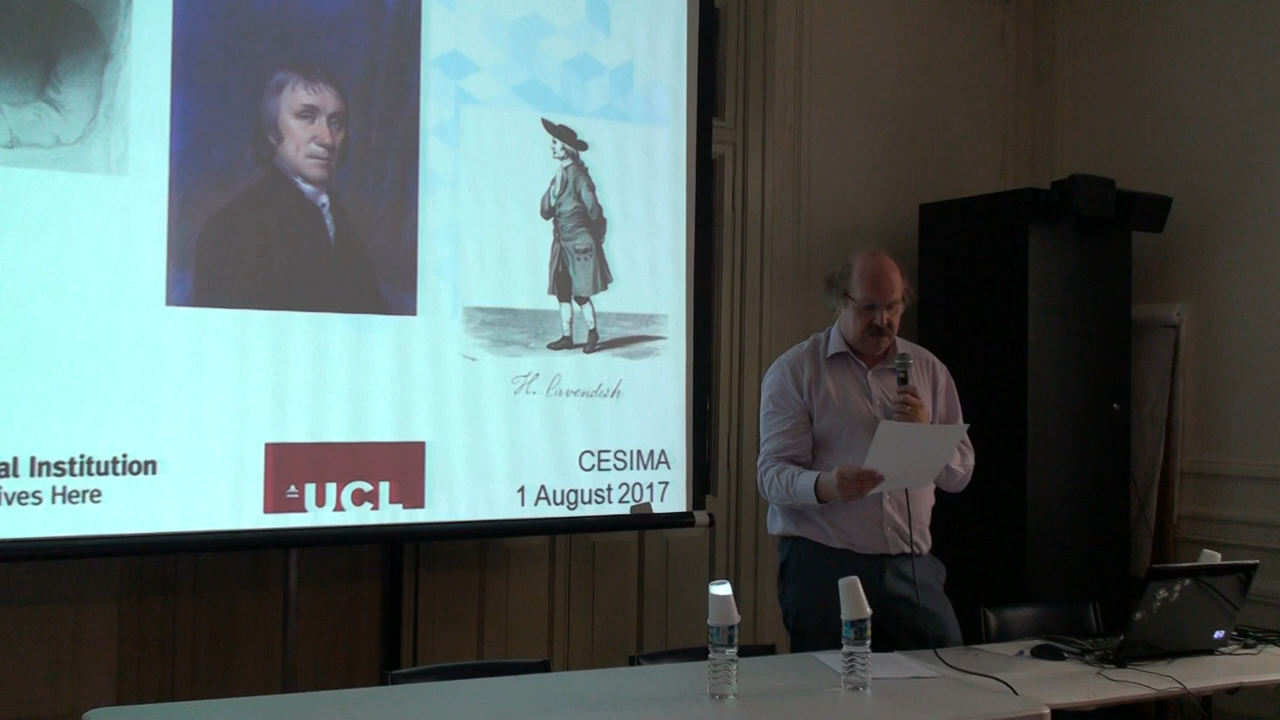 H. Cavendish
al Institution
ives Here
UCL
CESIMA
1 August 2017